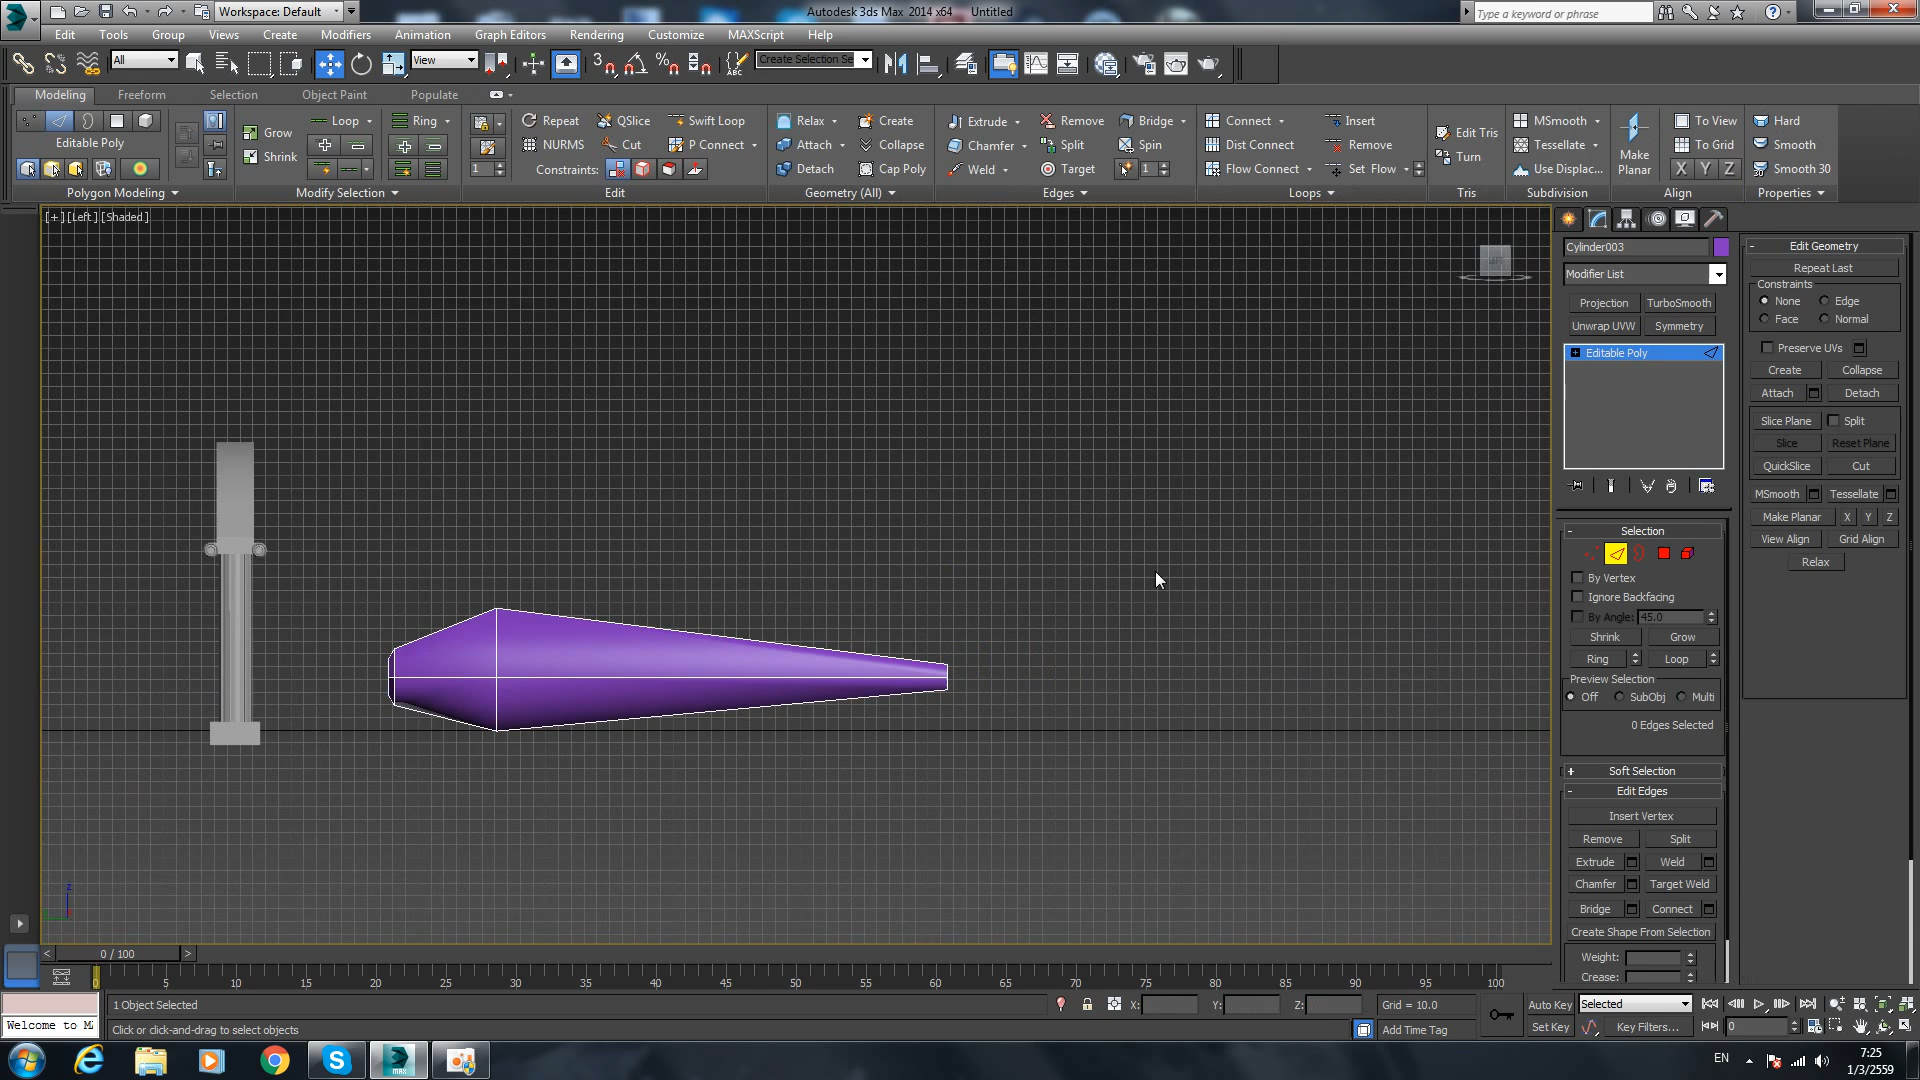 Workspace: Default
Autodesk 3ds Max 2014 x64 Untitled
Type a keyword or phrase
Edit Tools Group Views Create Modifiers Animation Graph Editors Rendering Customize MAXScript Help
All View Create Selection Se
Modeling Freeform Selection Object Paint Populate
Loop Ring Repeat QSlice Swift Loop Relax Create Extrude Remove Bridge Connect Insert MSmooth To View Hard
Grow Edit Tris
Editable Poly NURMS Cut P Connect Attach Collapse Chamfer Split Spin Dist Connect Remove Tessellate Make Planar To Grid Smooth
Shrink Turn
1 Constraints: Detach Cap Poly Weld Target 1 Flow Connect Set Flow Use Displac... X Y Z Smooth 30
Polygon Modeling Modify Selection Edit Geometry (All) Edges Loops Tris Subdivision Align Properties
[+] [Left] [Shaded]
Cylinder003
Modifier List
Projection TurboSmooth
Unwrap UVW Symmetry
Editable Poly
Selection
By Vertex
Ignore Backfacing
By Angle: 45.0
Shrink Grow
Ring Loop
Preview Selection
Off SubObj Multi
0 Edges Selected
Soft Selection
Edit Edges
Insert Vertex
Remove Split
Extrude Weld
Chamfer Target Weld
Bridge Connect
Create Shape From Selection
Weight:
Crease:
Edit Geometry
Repeat Last
Constraints
None Edge
Face Normal
Preserve UVs
Create Collapse
Attach Detach
Slice Plane Split
Slice Reset Plane
QuickSlice Cut
MSmooth Tessellate
Make Planar X Y Z
View Align Grid Align
Relax
z
< 0 / 100 >
0 5 10 15 20 25 30 35 40 45 50 55 60 65 70 75 80 85 90 95 100
1 Object Selected X: Y: Z: Grid = 10.0 Auto Key Selected
Welcome to M Click or click-and-drag to select objects Add Time Tag Set Key Key Filters... 0
EN 7:25
1/3/2559